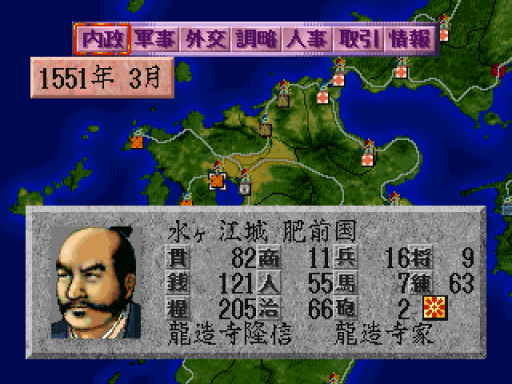 内政 軍事 外交 調略 人事 取引 情報
1551年 3月
水ヶ江城 肥前国
貫 82 商 11 兵 16 将 9
銭 121 人 55 馬 7 錬 63
糧 205 治 66 砲 2
龍造寺隆信 龍造寺家